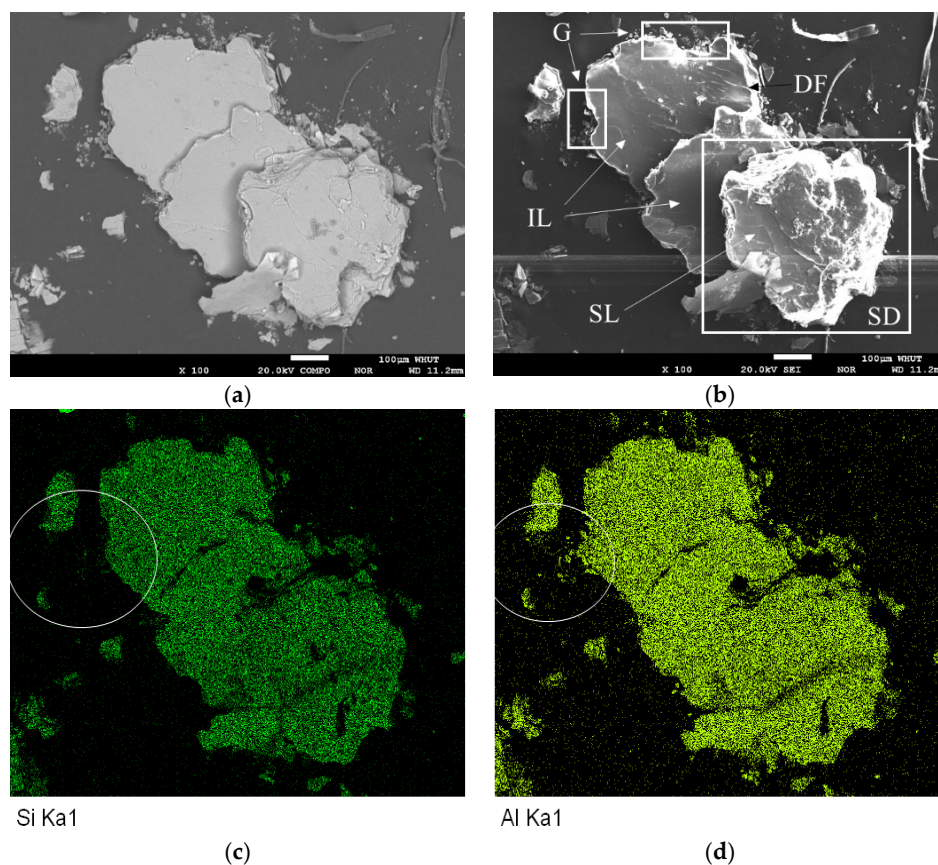 G
DF
IL
SL
SD
100µm WHUT
X 100 20.0kV COMPO NOR WD 11.2mm
100µm WHUT
X 100 20.0kV SEI NOR WD 11.2mm
(a)
(b)
Si Ka1
Al Ka1
(c)
(d)